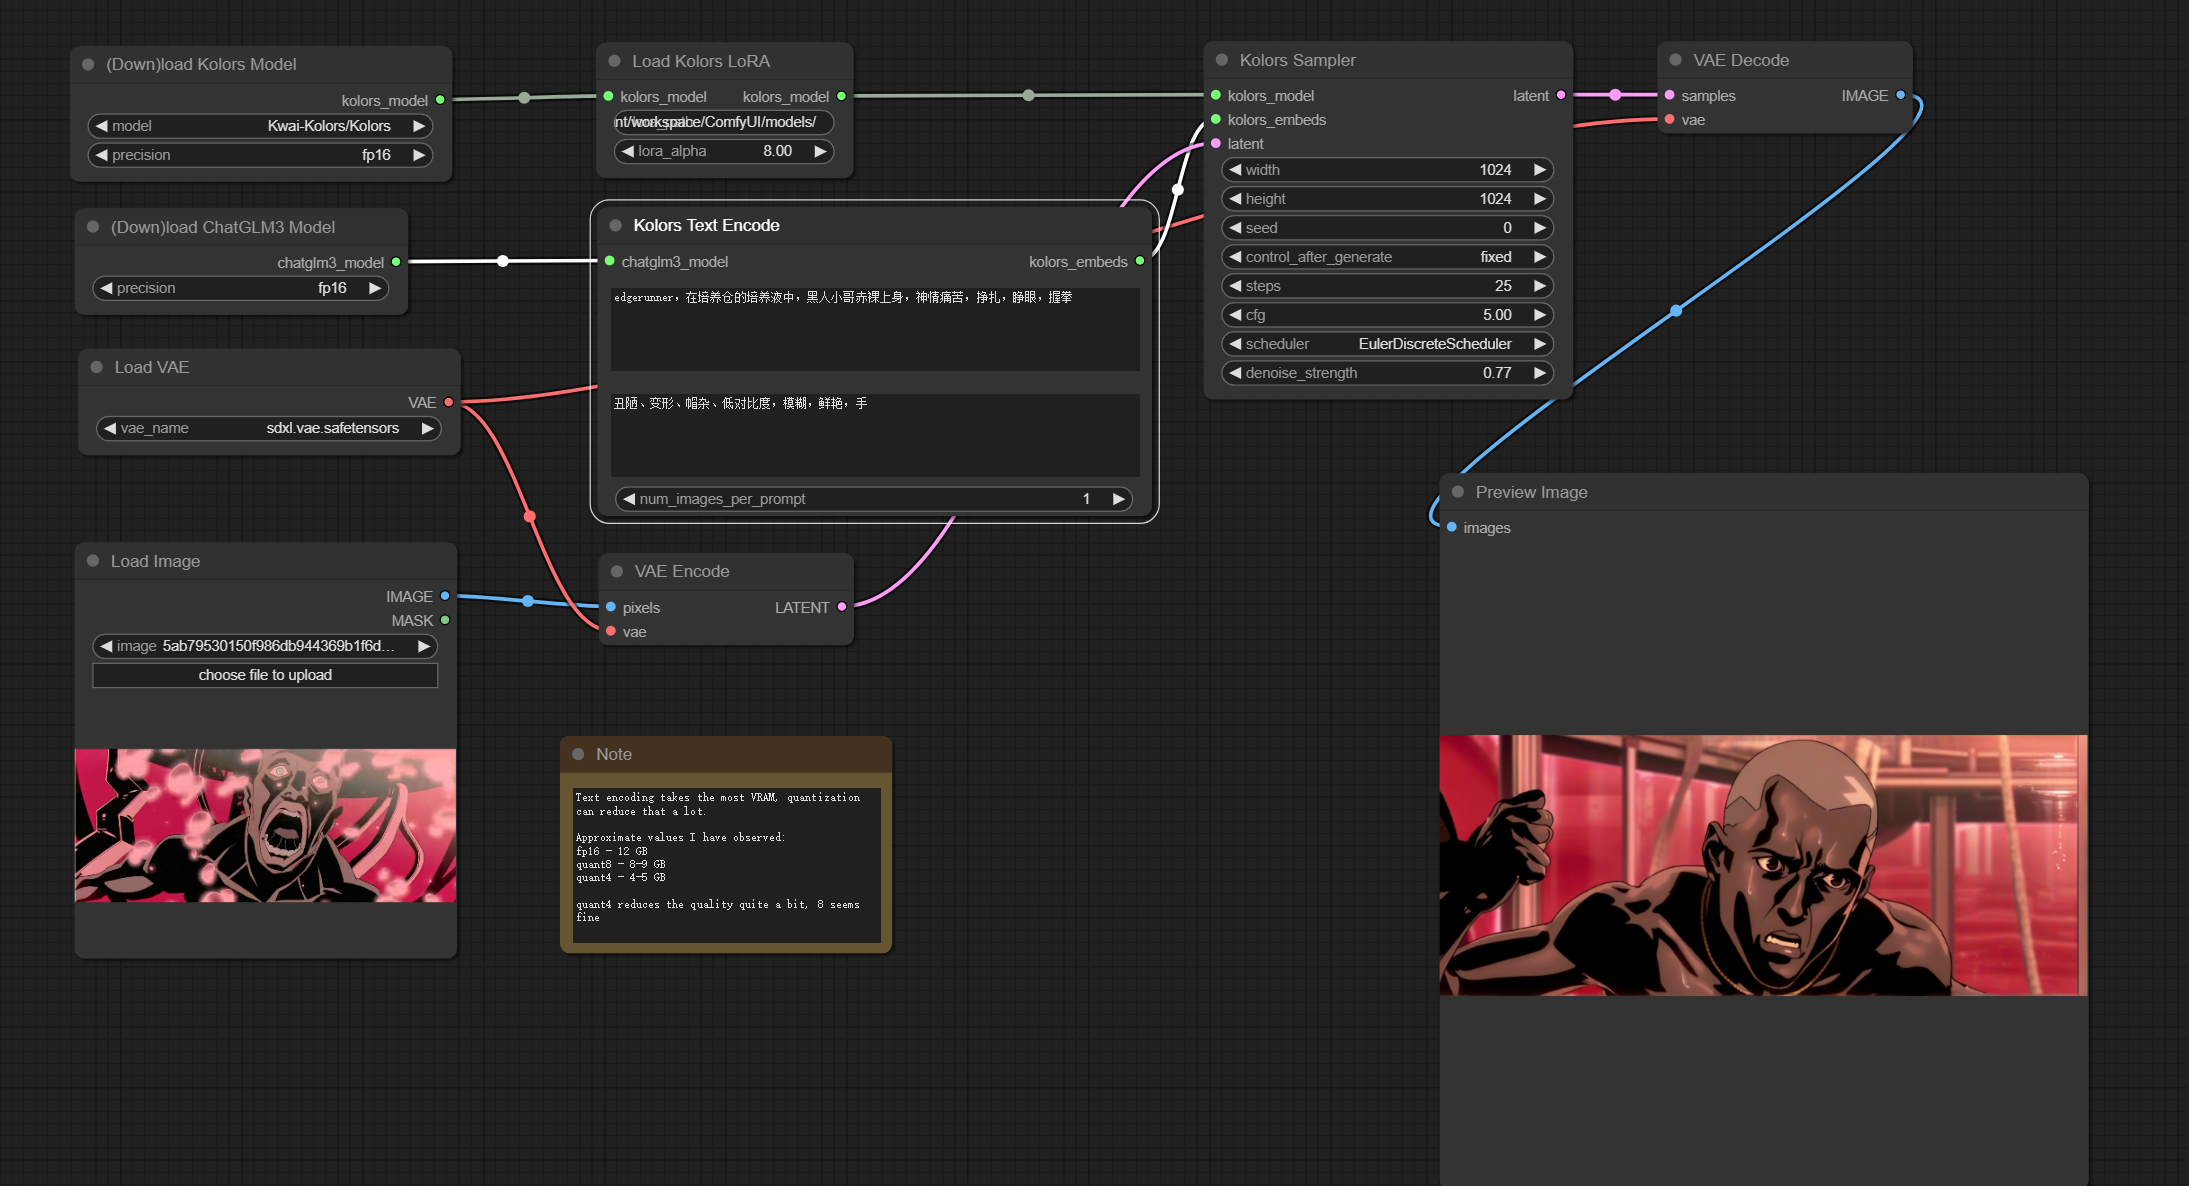 (Down)load Kolors Model
kolors_model
model Kwai-Kolors/Kolors
precision fp16
(Down)load ChatGLM3 Model
chatglm3_model
precision fp16
Load VAE
VAE
vae_name sdxl.vae.safetensors
Load Image
IMAGE
MASK
image 5ab79530150f986db944369b1f6d...
choose file to upload
Load Kolors LoRA
kolors_model kolors_model
nt/workspace/ComfyUI/models/
lora_alpha 8.00
Kolors Text Encode
chatglm3_model kolors_embeds
edgerunner，在培养仓的培养液中，黑人小哥赤裸上身，神情痛苦，挣扎，睁眼，握拳
丑陋、变形、帽杂、低对比度，模糊，鲜艳，手
num_images_per_prompt 1
VAE Encode
pixels LATENT
vae
Note
Text encoding takes the most VRAM, quantization
can reduce that a lot.
Approximate values I have observed:
fp16 - 12 GB
quant8 - 8-9 GB
quant4 - 4-5 GB
quant4 reduces the quality quite a bit, 8 seems
fine
Kolors Sampler
kolors_model latent
kolors_embeds
latent
width 1024
height 1024
seed 0
control_after_generate fixed
steps 25
cfg 5.00
scheduler EulerDiscreteScheduler
denoise_strength 0.77
VAE Decode
samples IMAGE
vae
Preview Image
images